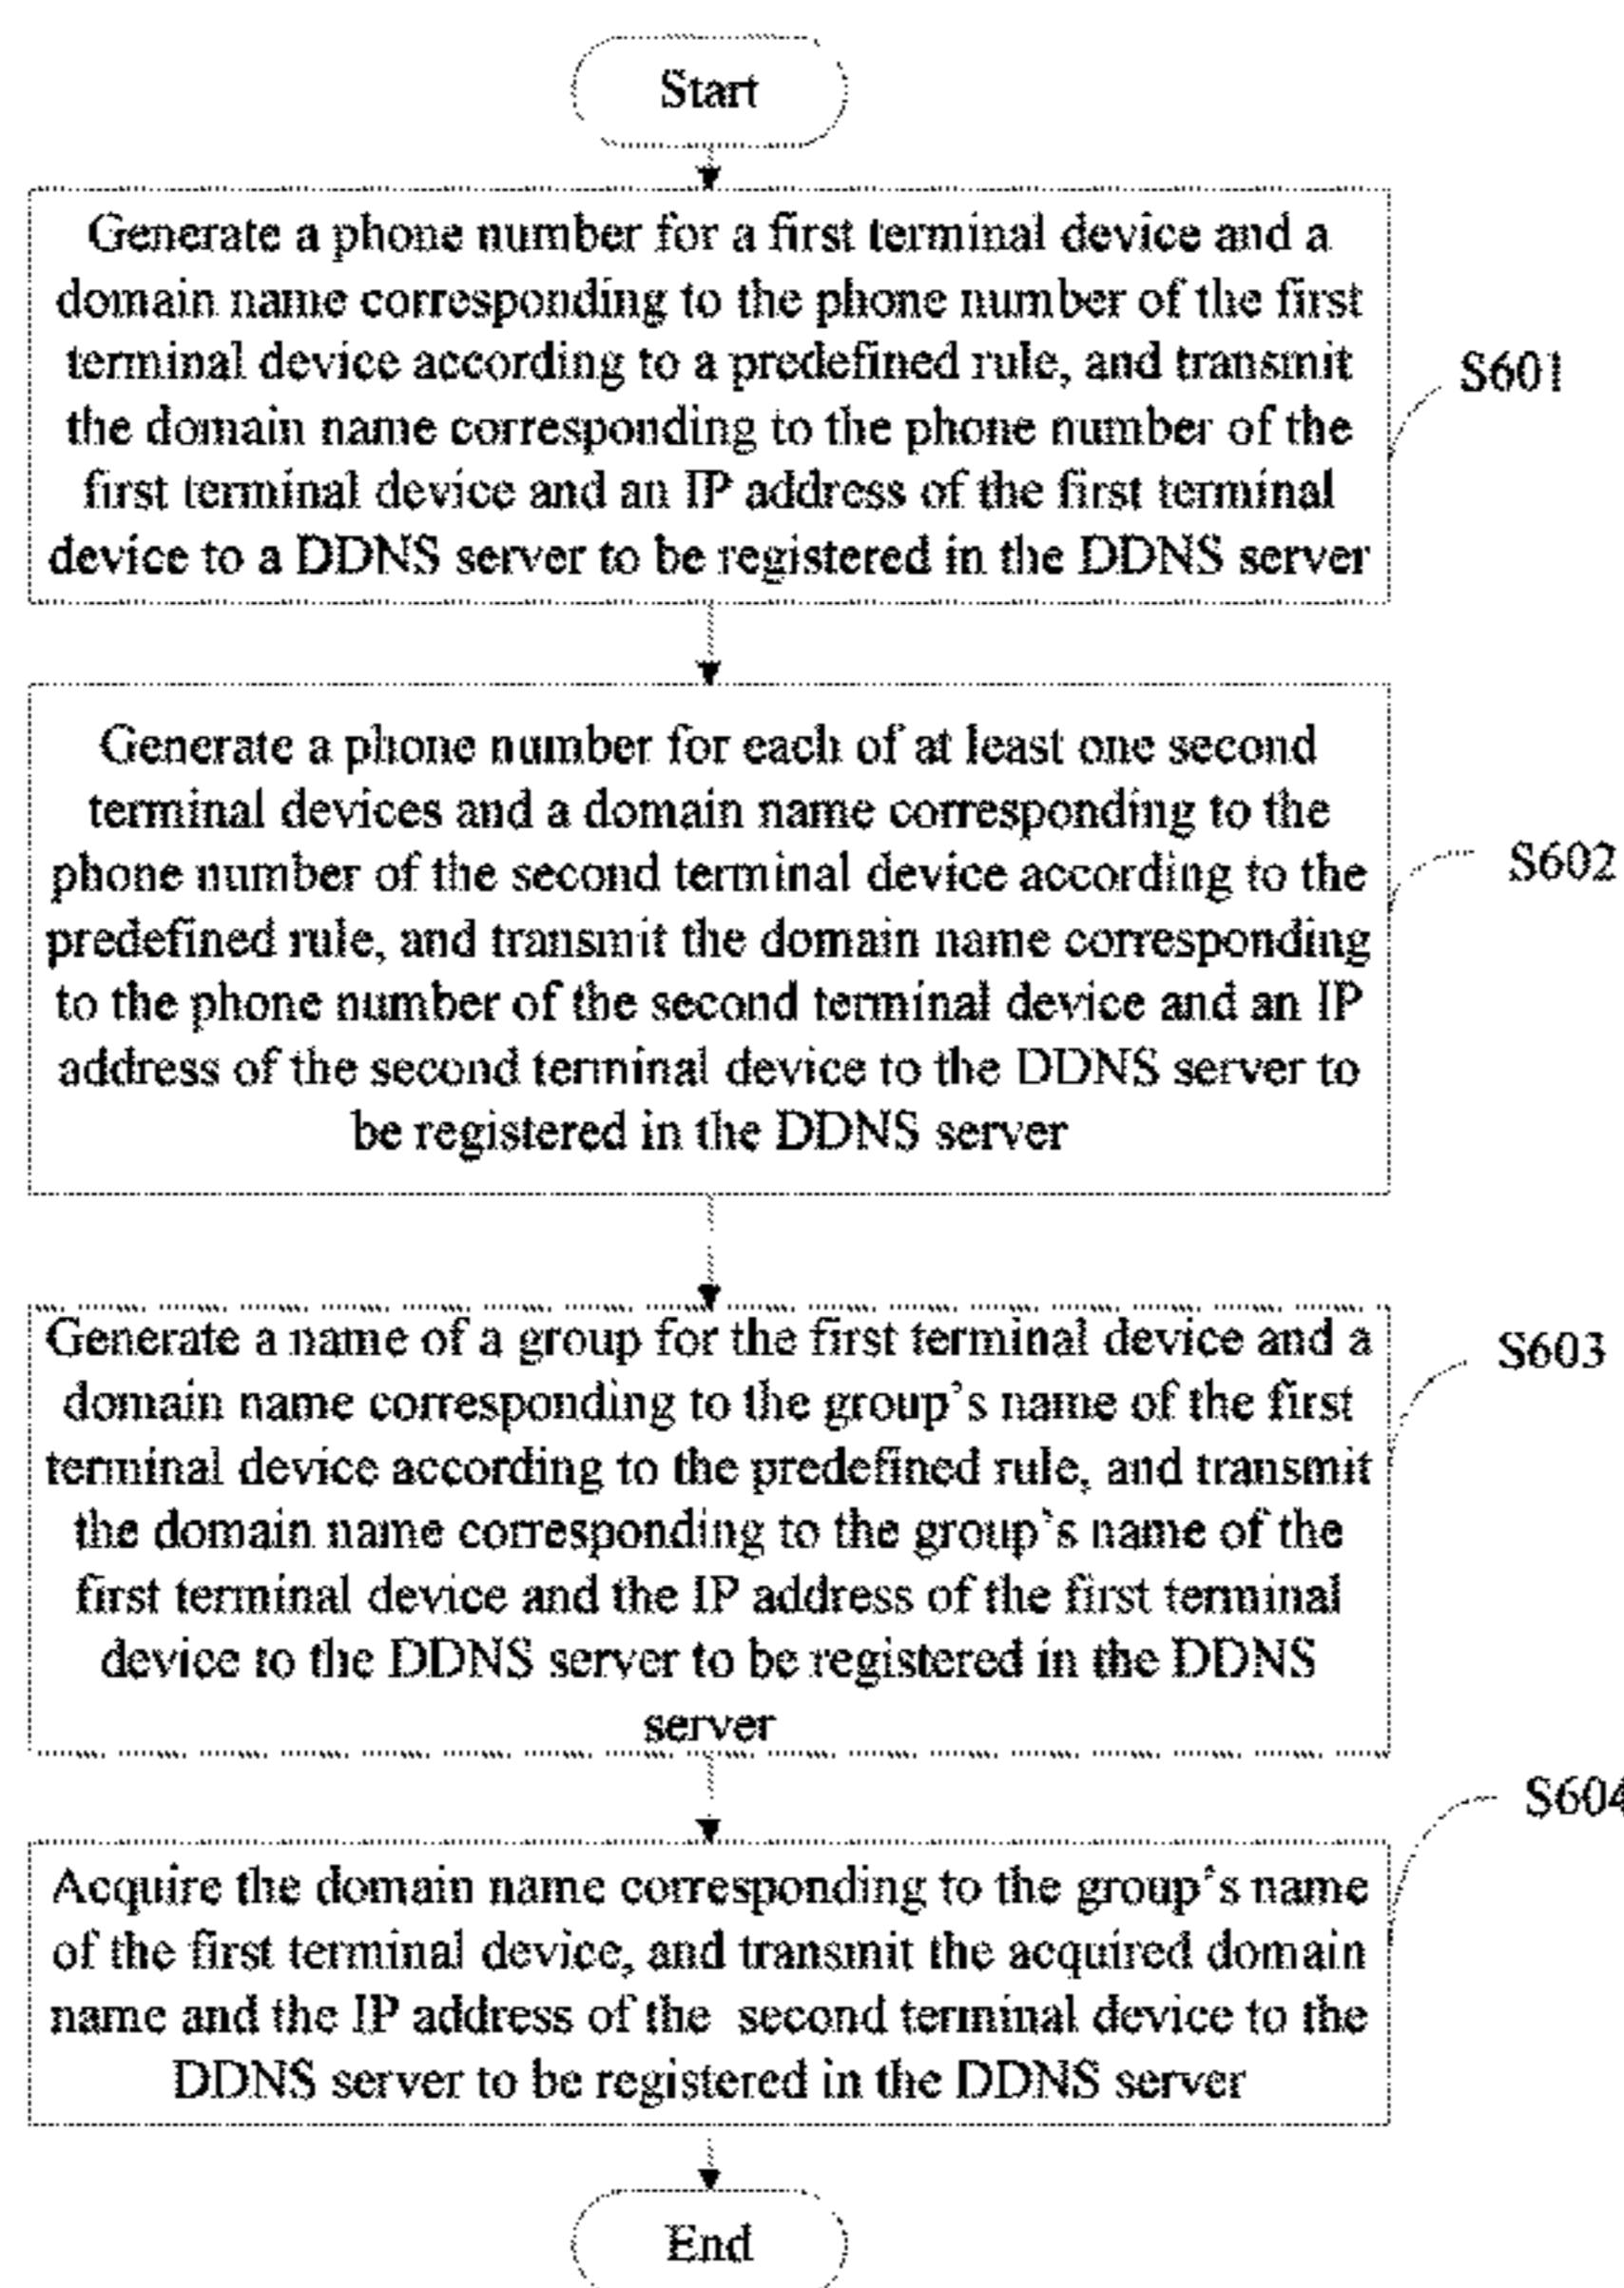 Start
Generate a phone number for a first terminal device and a
domain name corresponding to the phone number of the first
terminal device according to a predefined rule, and transmit
the domain name corresponding to the phone number of the
first terminal device and an IP address of the first terminal
device to a DDNS server to be registered in the DDNS server
S601
Generate a phone number for each of at least one second
terminal devices and a domain name corresponding to the
phone number of the second terminal device according to the
predefined rule, and transmit the domain name corresponding
to the phone number of the second terminal device and an IP
address of the second terminal device to the DDNS server to
be registered in the DDNS server
S602
Generate a name of a group for the first terminal device and a
domain name corresponding to the group's name of the first
terminal device according to the predefined rule, and transmit
the domain name corresponding to the group's name of the
first terminal device and the IP address of the first terminal
device to the DDNS server to be registered in the DDNS
server
S603
Acquire the domain name corresponding to the group's name
of the first terminal device, and transmit the acquired domain
name and the IP address of the second terminal device to the
DDNS server to be registered in the DDNS server
S604
End